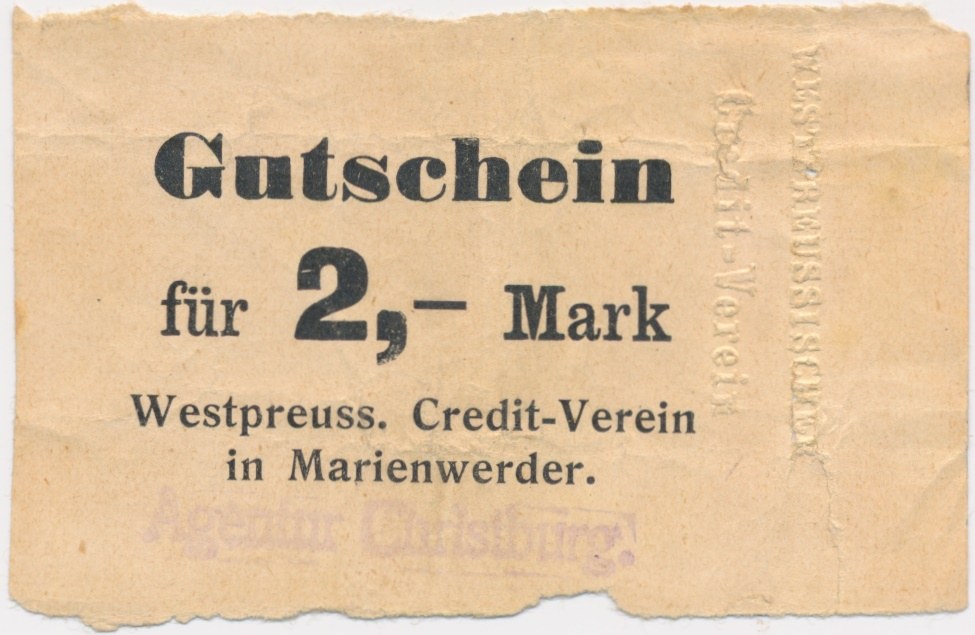 Gutschein
für 2,- Mark
Westpreuss. Credit-Verein
in Marienwerder.
Agentur Christburg.
WESTPREUSSISCHER
Credit-Verein